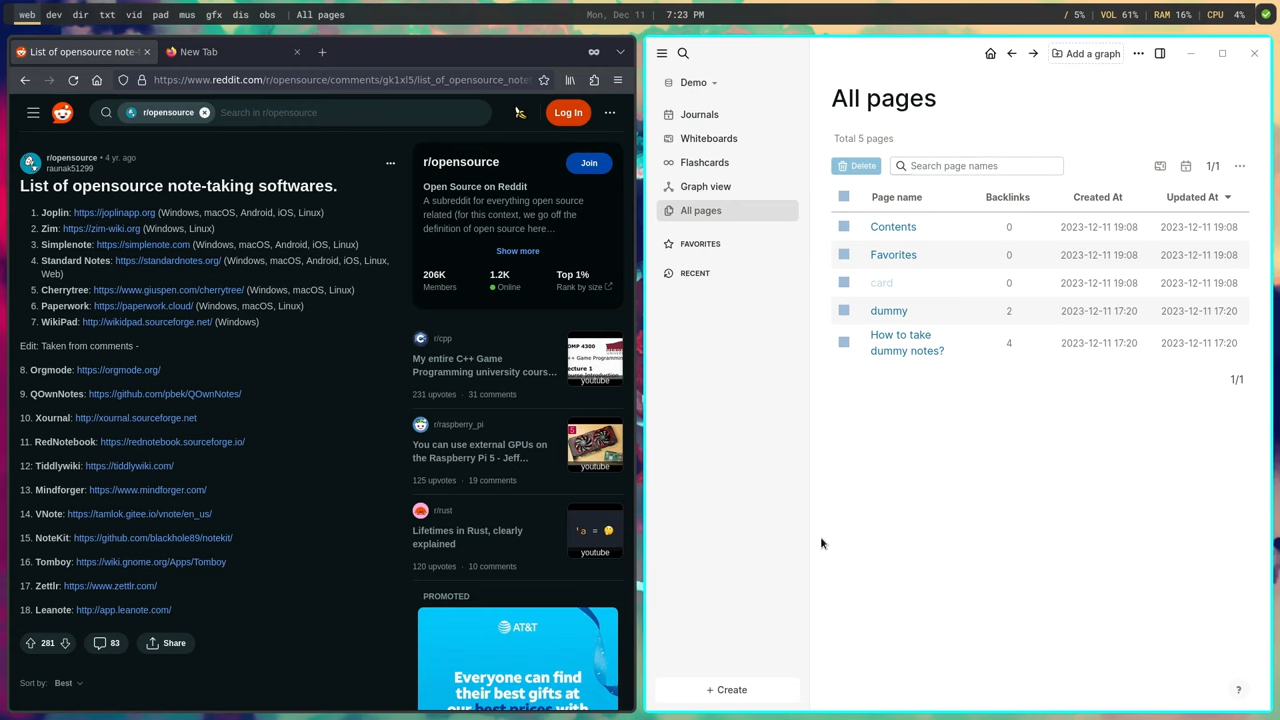 web dev txt vid pad mus gfx dis obs | All pages
Mon, Dec 11 | 7:23 PM
/ 5% | VOL 61% | RAM 16% | CPU 4%
List of opensource note
New Tab
https://www.reddit.com/r/opensource/comments/gk1xl5/list_of_opensource_note
r/opensource
Search in r/opensource
Log In
r/opensource • 4 yr. ago
raunak51299
List of opensource note-taking softwares.
1. Joplin: https://joplinapp.org (Windows, macOS, Android, iOS, Linux)
2. Zim: https://zim-wiki.org (Windows, Linux)
3. Simplenote: https://simplenote.com (Windows, macOS, Android, iOS, Linux)
4. Standard Notes: https://standardnotes.org/ (Windows, macOS, Android, iOS, Linux,
Web)
5. Cherrytree: https://www.giuspen.com/cherrytree/ (Windows, macOS, Linux)
6. Paperwork: https://paperwork.cloud/ (Windows, macOS, Linux)
7. WikiPad: http://wikidpad.sourceforge.net/ (Windows)
Edit: Taken from comments -
8. Orgmode: https://orgmode.org/
9. QOwnNotes: https://github.com/pbek/QOwnNotes/
10. Xournal: http://xournal.sourceforge.net
11. RedNotebook: https://rednotebook.sourceforge.io/
12: Tiddlywiki: https://tiddlywiki.com/
13. Mindforger: https://www.mindforger.com/
14. VNote: https://tamlok.gitee.io/vnote/en_us/
15. NoteKit: https://github.com/blackhole89/notekit/
16. Tomboy: https://wiki.gnome.org/Apps/Tomboy
17. Zettlr: https://www.zettlr.com/
18. Leanote: http://app.leanote.com/
281
83
Share
Sort by: Best
r/opensource
Join
Open Source on Reddit
A subreddit for everything open source
related (for this context, we go off the
definition of open source here…
Show more
206K
Members
1.2K
Online
Top 1%
Rank by size
r/cpp
My entire C++ Game
Programming university cours…
231 upvotes · 31 comments
youtube
r/raspberry_pi
You can use external GPUs on
the Raspberry Pi 5 - Jeff…
125 upvotes · 19 comments
youtube
r/rust
Lifetimes in Rust, clearly
explained
120 upvotes · 10 comments
'a =
youtube
PROMOTED
AT&T
Everyone can find
their best gifts at
our best prices with
Demo
Journals
Whiteboards
Flashcards
Graph view
All pages
FAVORITES
RECENT
+ Create
Add a graph
All pages
Total 5 pages
Delete
Search page names
1/1
Page name Backlinks Created At Updated At
Contents 0 2023-12-11 19:08 2023-12-11 19:08
Favorites 0 2023-12-11 19:08 2023-12-11 19:08
card 0 2023-12-11 19:08 2023-12-11 19:08
dummy 2 2023-12-11 17:20 2023-12-11 17:20
How to take
dummy notes? 4 2023-12-11 17:20 2023-12-11 17:20
1/1
?